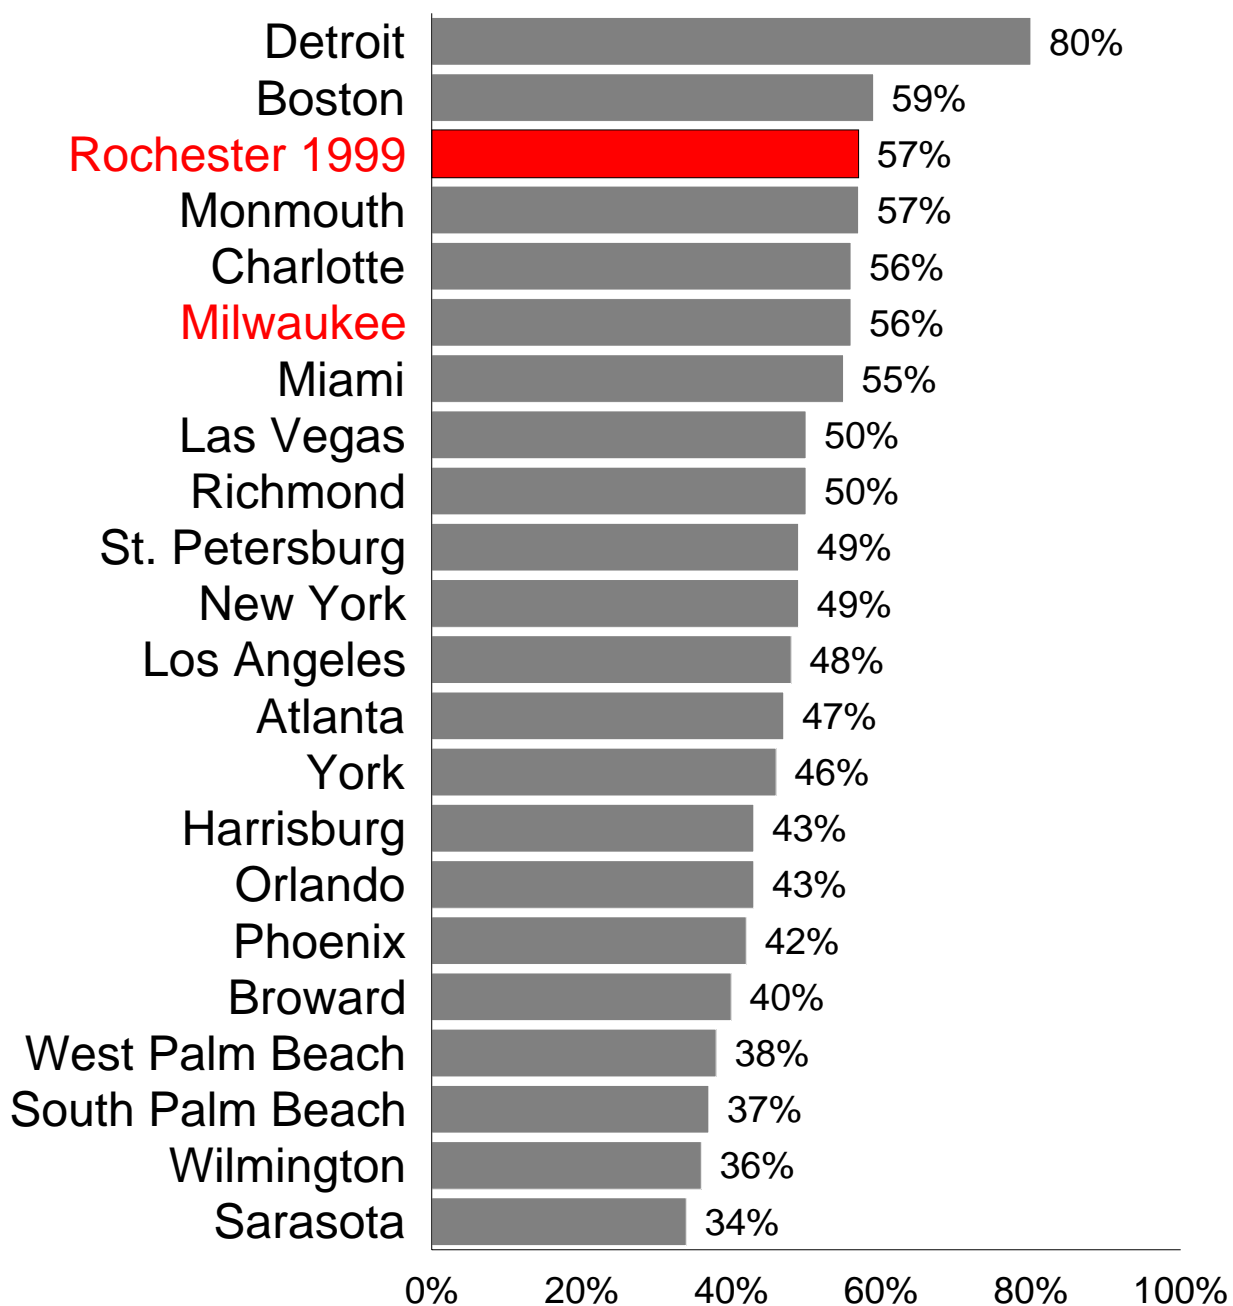 Detroit 80%
Boston 59%
Rochester 1999 57%
Monmouth 57%
Charlotte 56%
Milwaukee 56%
Miami 55%
Las Vegas 50%
Richmond 50%
St. Petersburg 49%
New York 49%
Los Angeles 48%
Atlanta 47%
York 46%
Harrisburg 43%
Orlando 43%
Phoenix 42%
Broward 40%
West Palm Beach 38%
South Palm Beach 37%
Wilmington 36%
Sarasota 34%
0% 20% 40% 60% 80% 100%